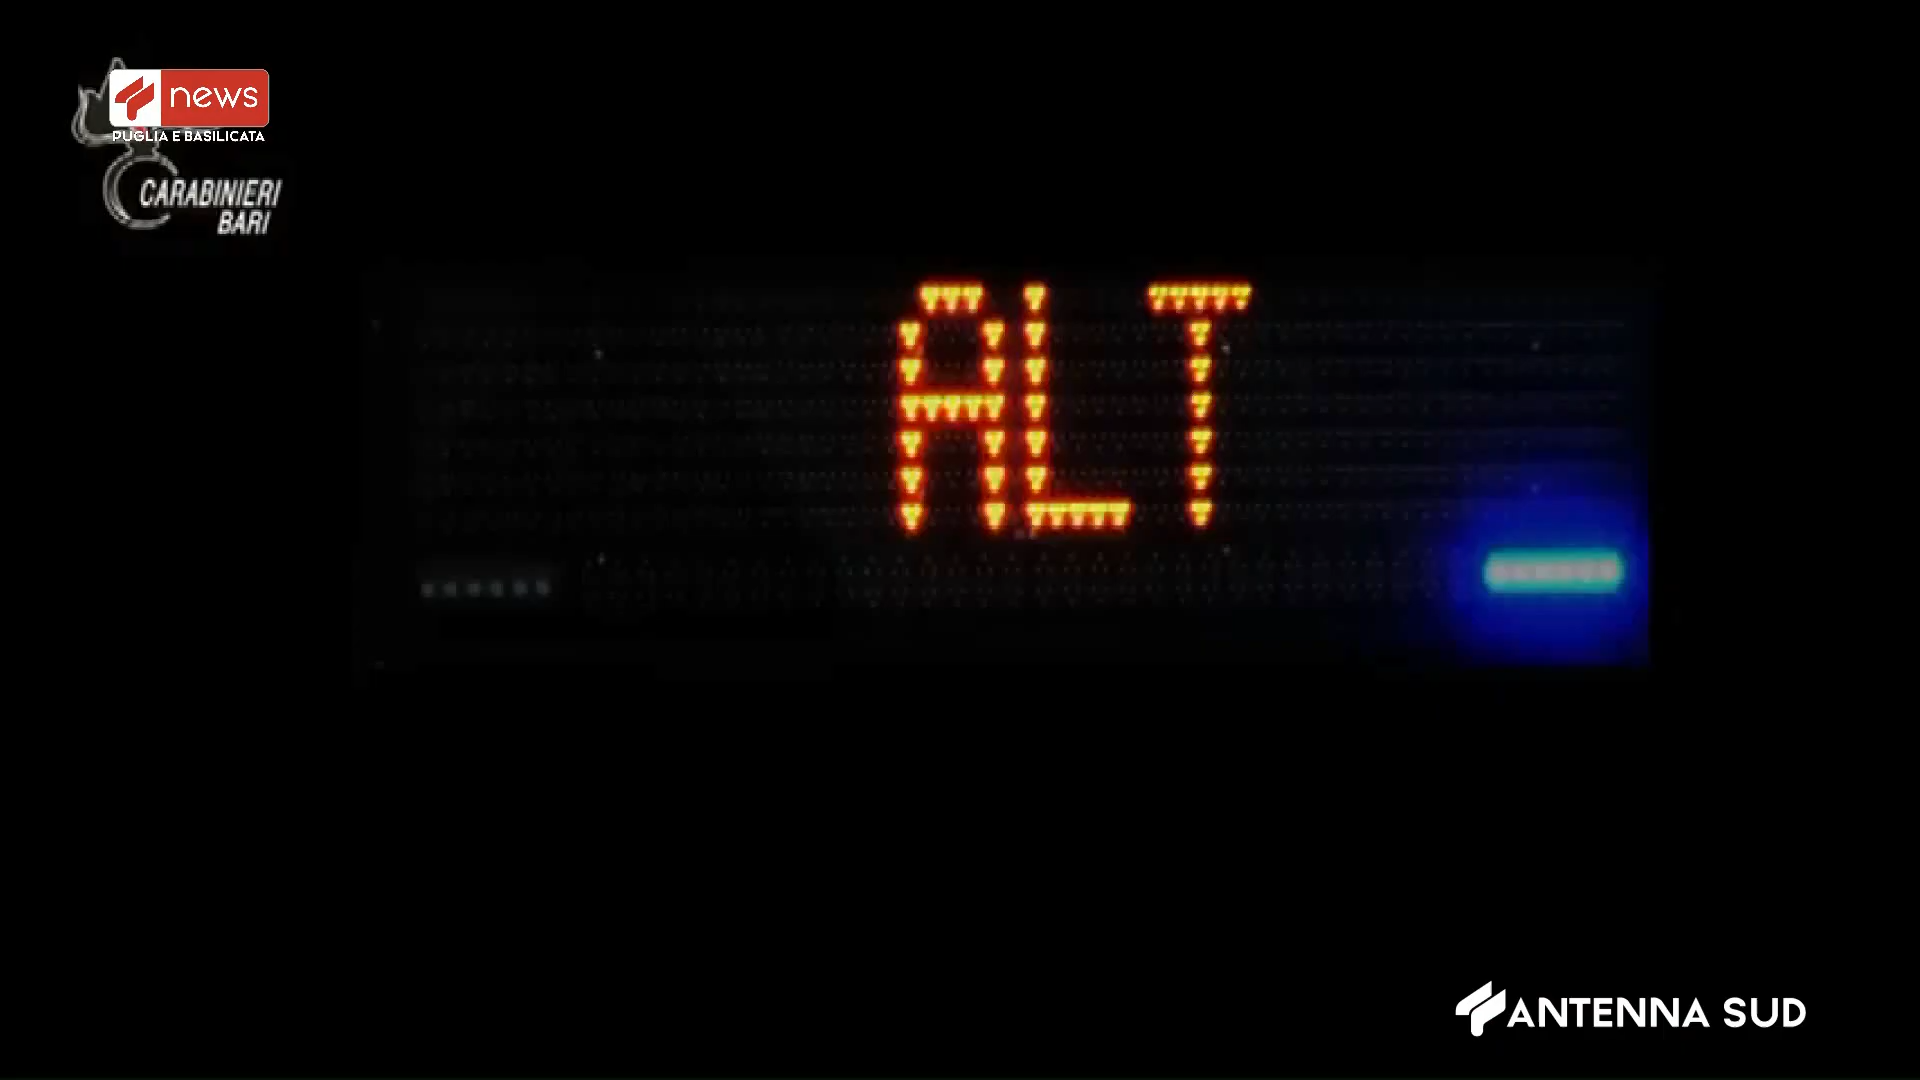 news
PUGLIA E BASILICATA
CARABINIERI
BARI
ALT
ANTENNA SUD